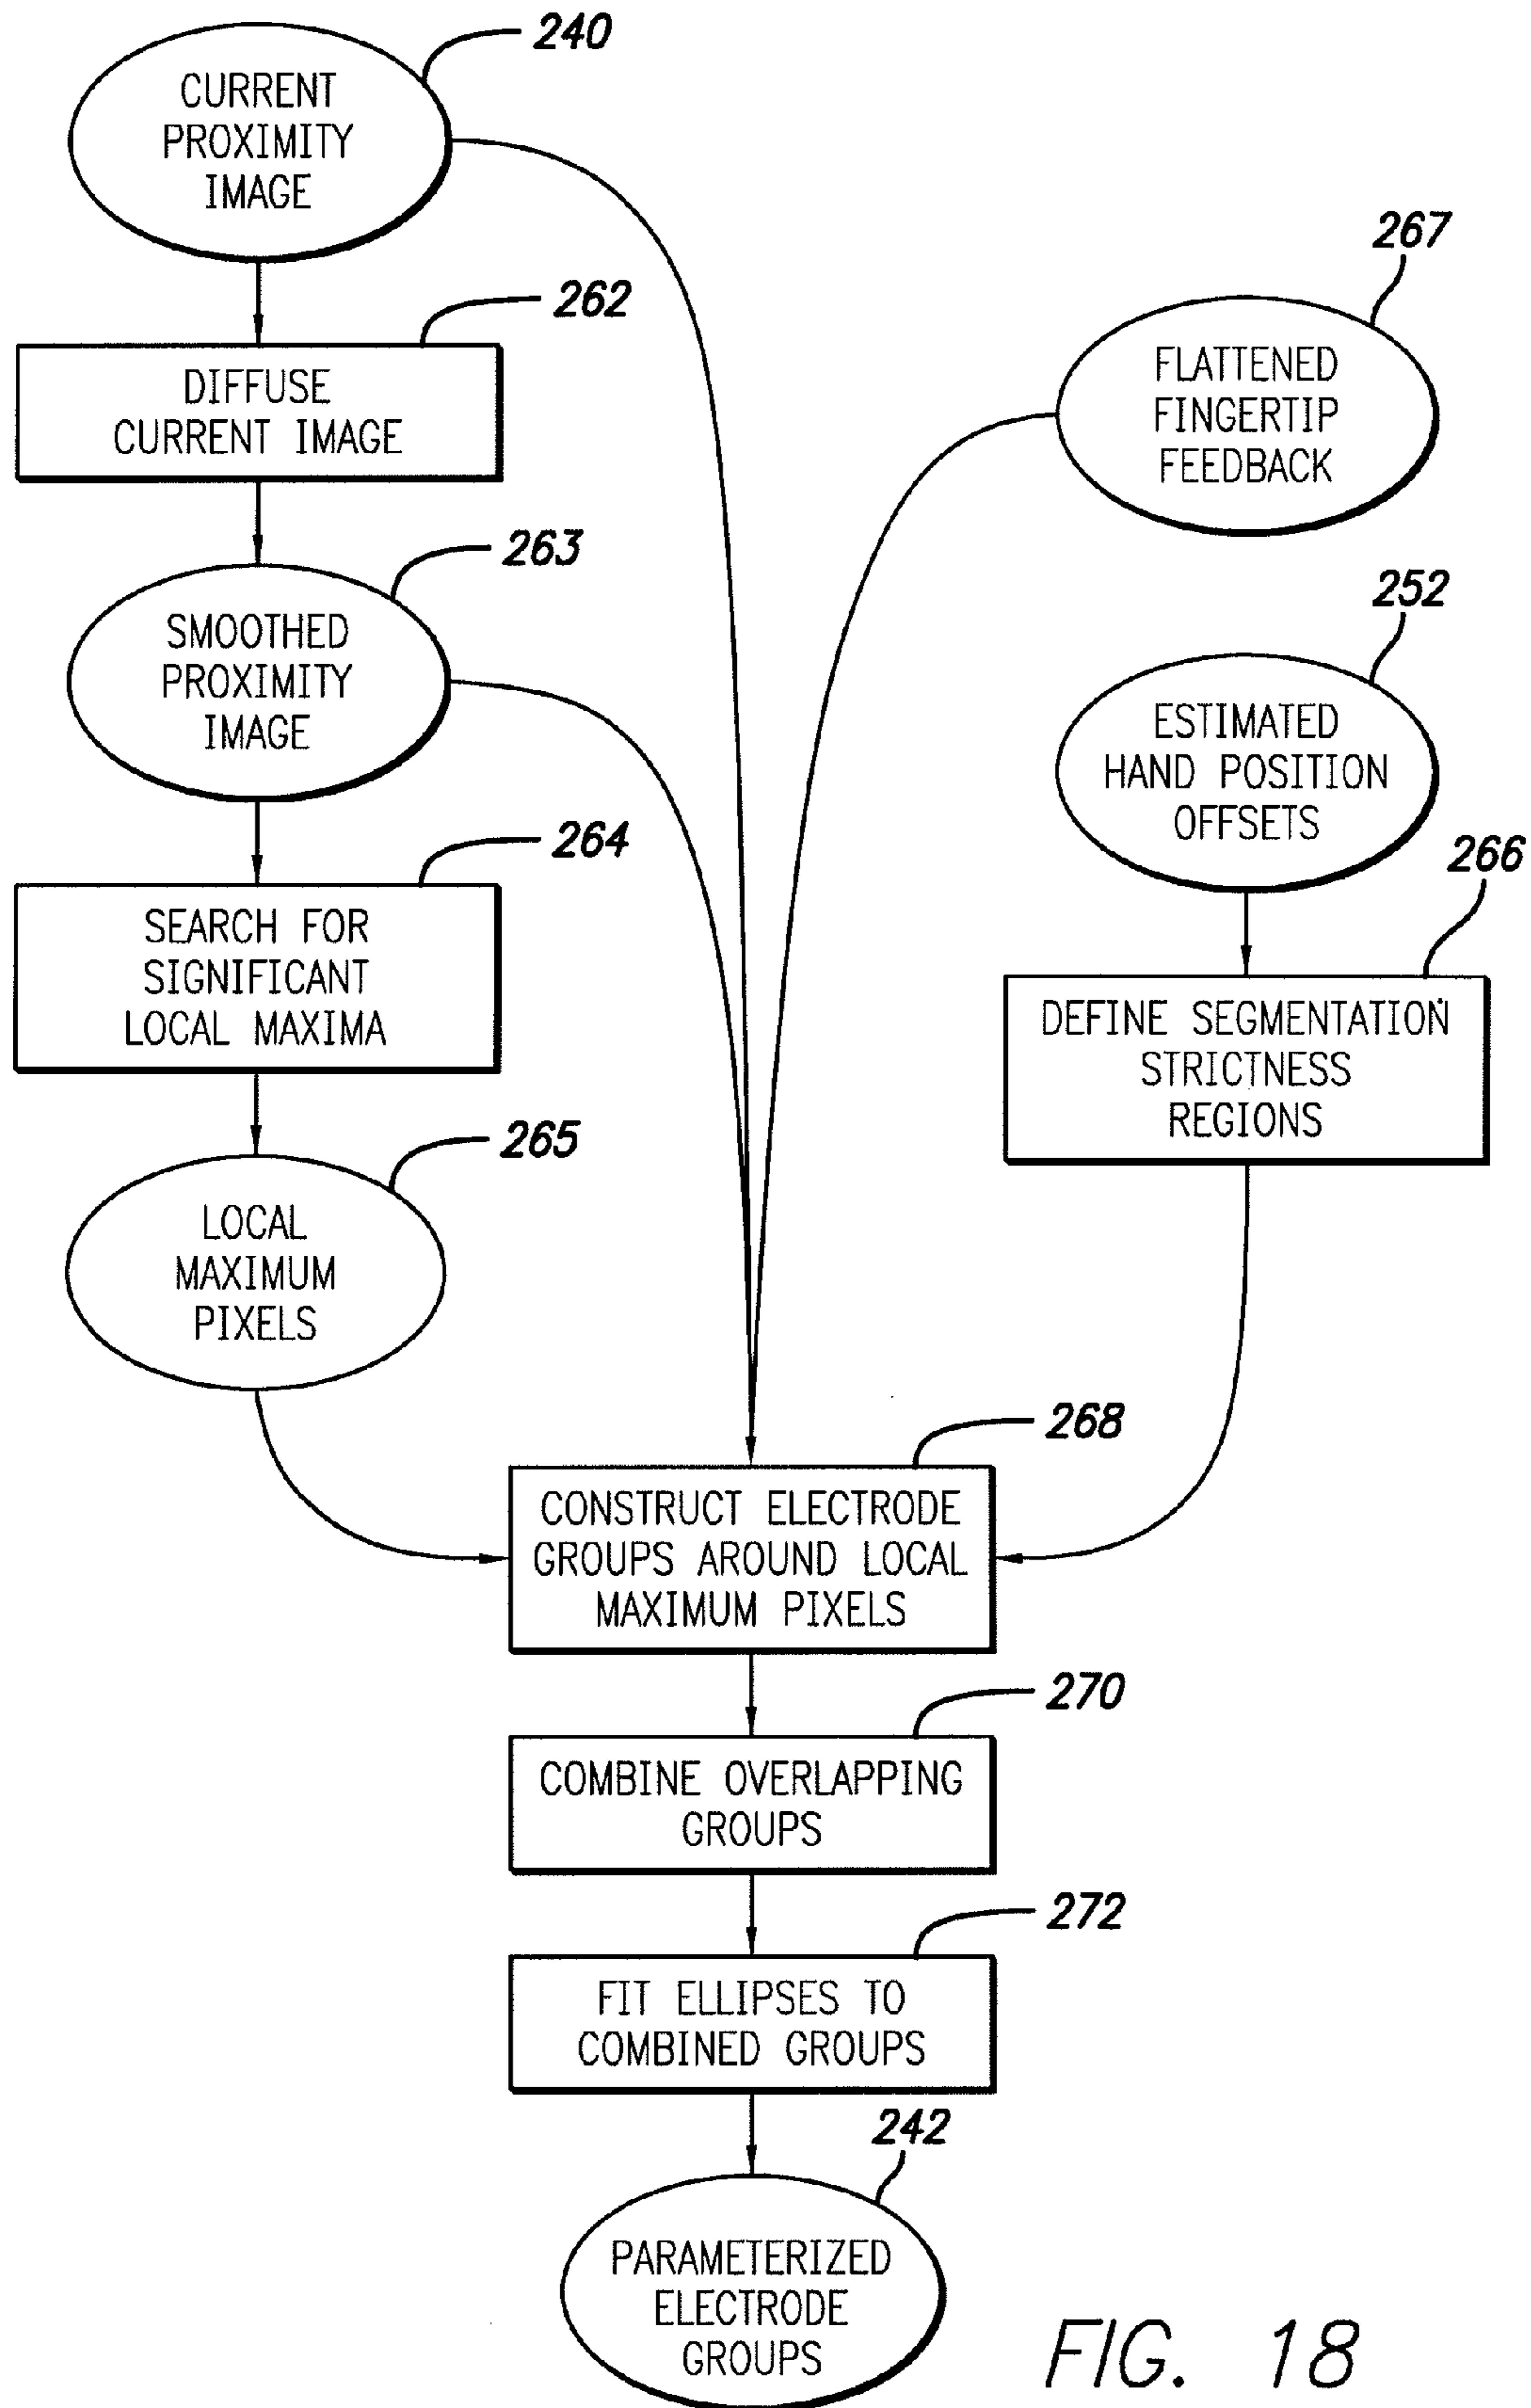 240
CURRENT
PROXIMITY
IMAGE
262
DIFFUSE
CURRENT IMAGE
263
SMOOTHED
PROXIMITY
IMAGE
264
SEARCH FOR
SIGNIFICANT
LOCAL MAXIMA
265
LOCAL
MAXIMUM
PIXELS
267
FLATTENED
FINGERTIP
FEEDBACK
252
ESTIMATED
HAND POSITION
OFFSETS
266
DEFINE SEGMENTATION
STRICTNESS
REGIONS
268
CONSTRUCT ELECTRODE
GROUPS AROUND LOCAL
MAXIMUM PIXELS
270
COMBINE OVERLAPPING
GROUPS
272
FIT ELLIPSES TO
COMBINED GROUPS
242
PARAMETERIZED
ELECTRODE
GROUPS
FIG. 18